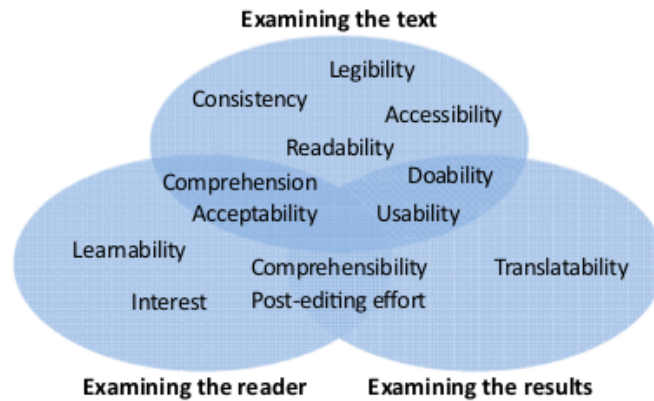 Examining the text
Legibility
Consistency
Accessibility
Readability
Comprehension
Doability
Acceptability
Usability
Learnability
Comprehensibility
Translatability
Interest
Post-editing effort
Examining the reader
Examining the results